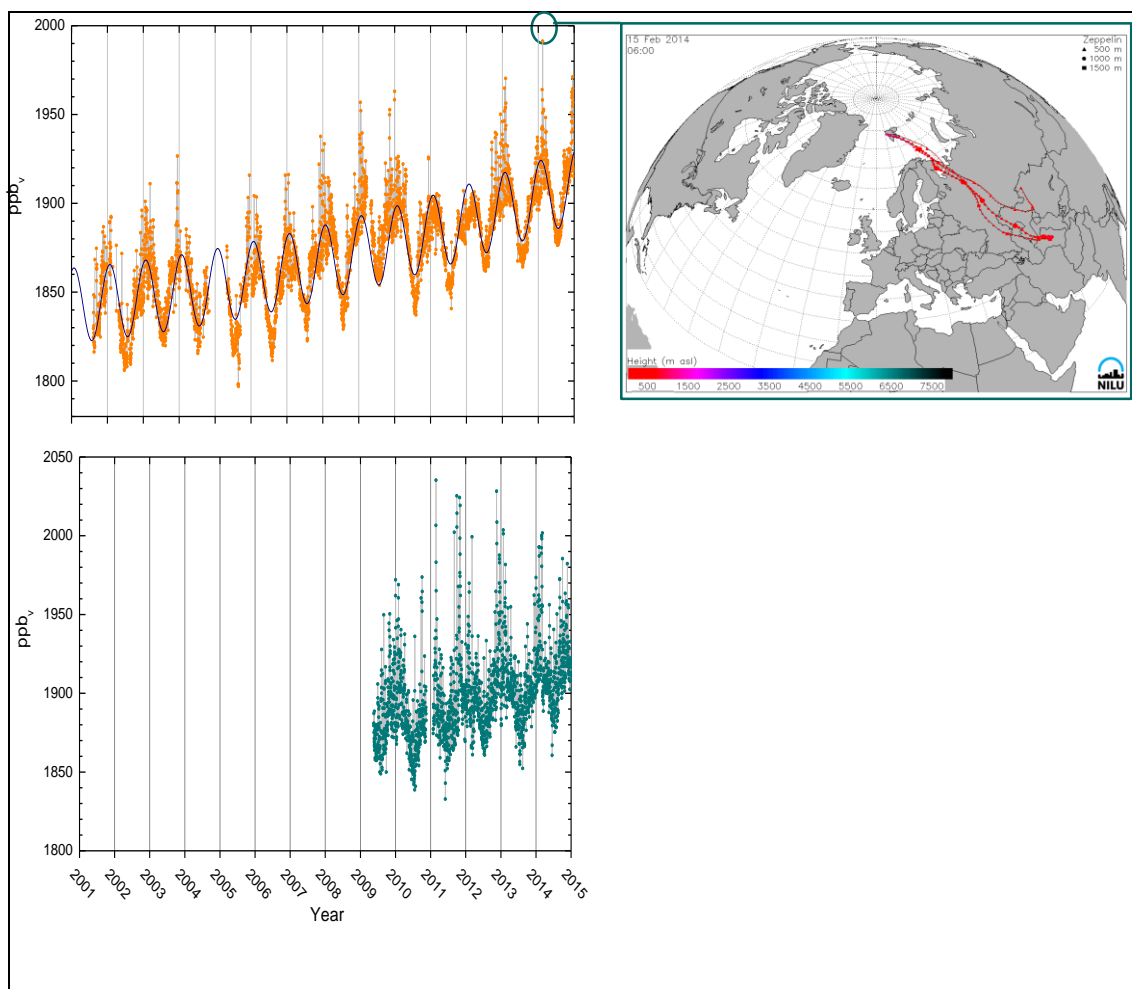 2000
1950
1900
1850
1800
ppbv
15 Feb 2014
06:00
Zeppelin
▲ 500 m
● 1000 m
■ 1500 m
Height (m asl)
500 1500 2500 3500 4500 5500 6500 7500
NILU
2050
2000
1950
1900
1850
1800
ppbv
2001 2002 2003 2004 2005 2006 2007 2008 2009 2010 2011 2012 2013 2014 2015
Year